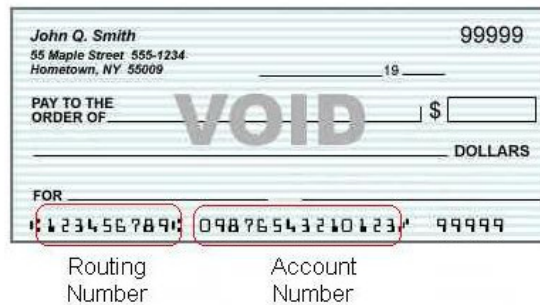 John Q. Smith 99999
55 Maple Street 555-1234
Hometown, NY 55009
19
PAY TO THE
ORDER OF $
VOID
DOLLARS
FOR
⑆123456789⑆ 09876543210123⑈ 99999
Routing Account
Number Number